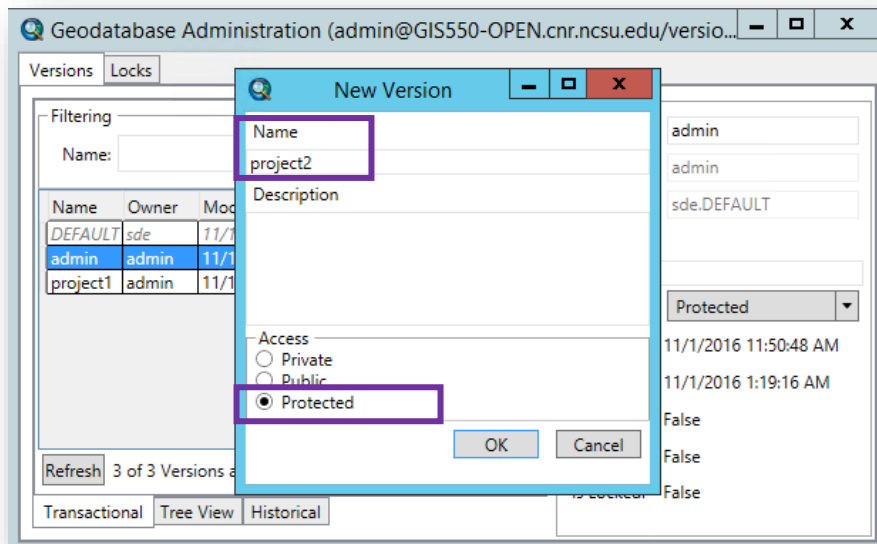 Geodatabase Administration (admin@GIS550-OPEN.cnr.ncsu.edu/versio...
Versions Locks
Filtering
Name:
Name Owner
DEFAULT sde 11/1
admin admin 11/1
project1 admin 11/1
Refresh 3 of 3 Versions
Transactional Tree View Historical
New Version
Name
project2
Description
Access
Private
Public
Protected
OK Cancel
admin
admin
sde.DEFAULT
Protected
11/1/2016 11:50:48 AM
11/1/2016 1:19:16 AM
False
False
False